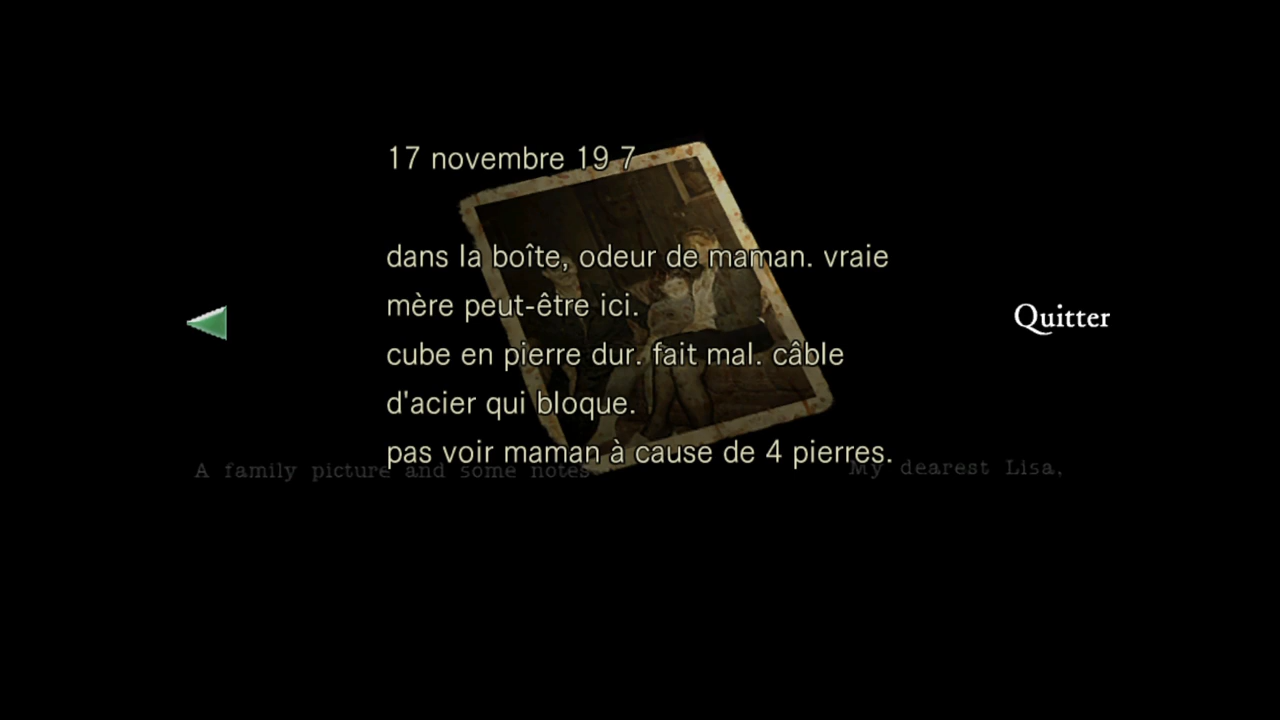 17 novembre 19 7
dans la boîte, odeur de maman. vraie
mère peut-être ici.
cube en pierre dur. fait mal. câble
d'acier qui bloque.
pas voir maman à cause de 4 pierres.
A family picture and some notes
My dearest Lisa,
Quitter